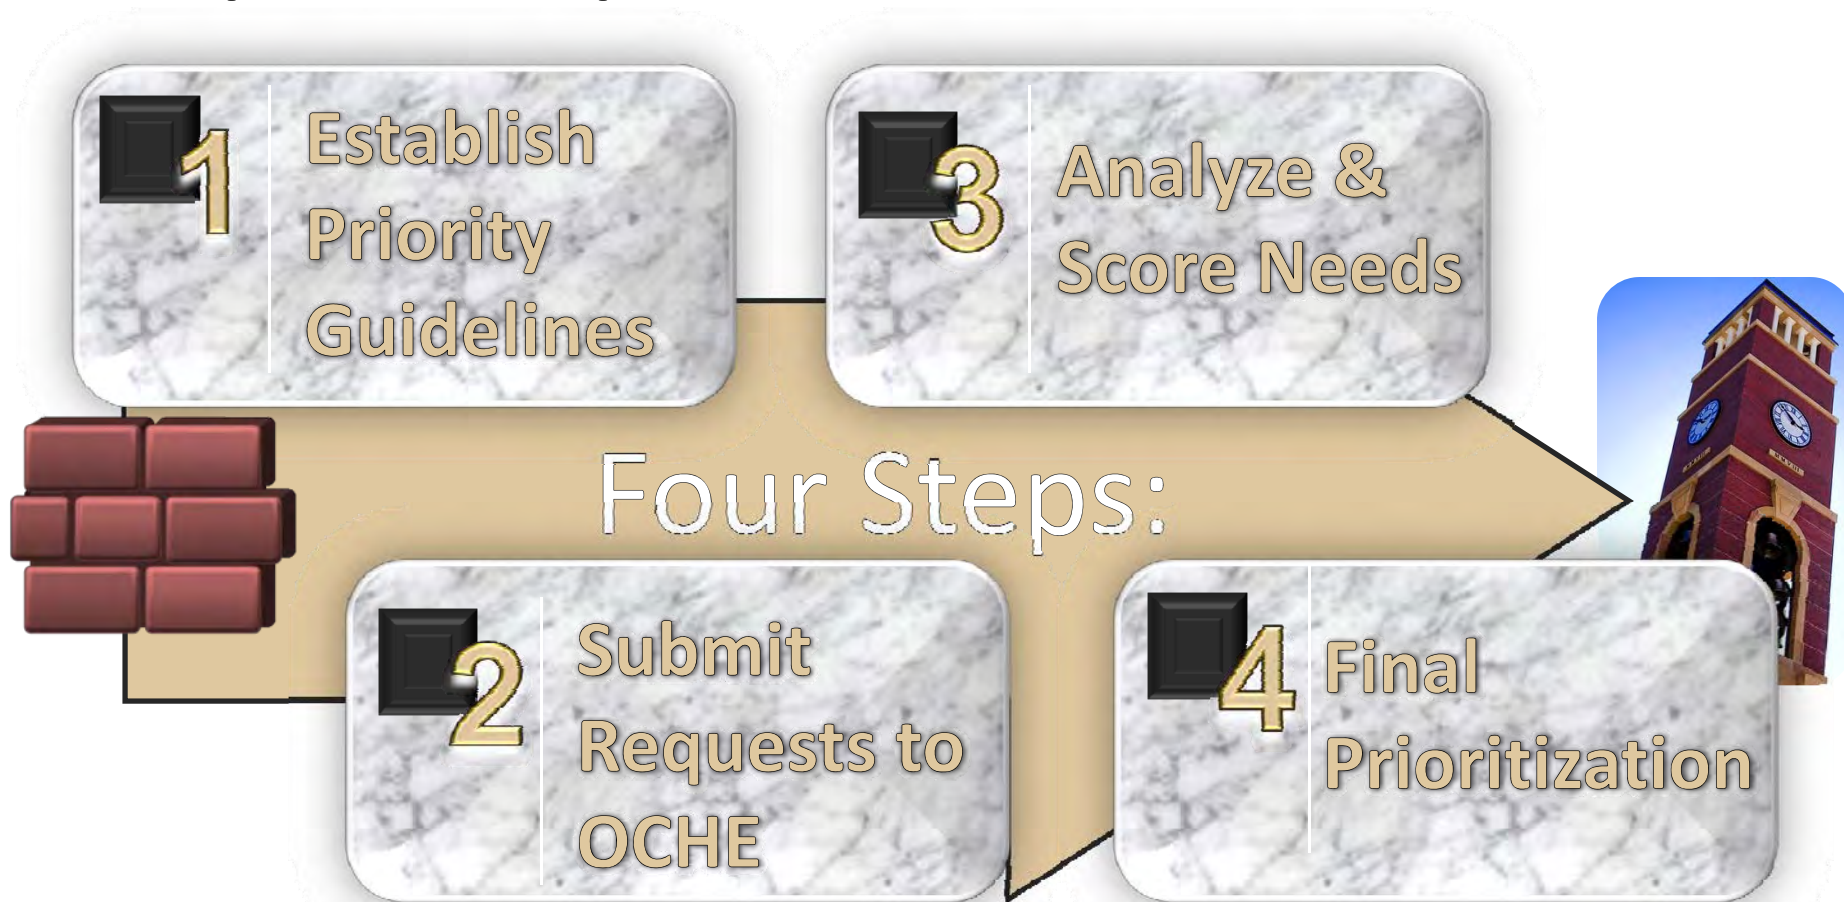 1
Establish
Priority
Guidelines
3
Analyze &
Score Needs
Four Steps:
2
Submit
Requests to
OCHE
4
Final
Prioritization